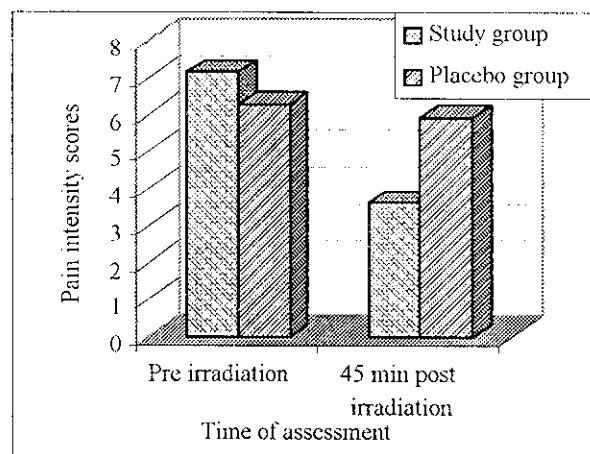 Study group
Placebo group
Pain intensity scores
8
7
6
5
4
3
2
1
0
Pre irradiation
45 min post
irradiation
Time of assessment